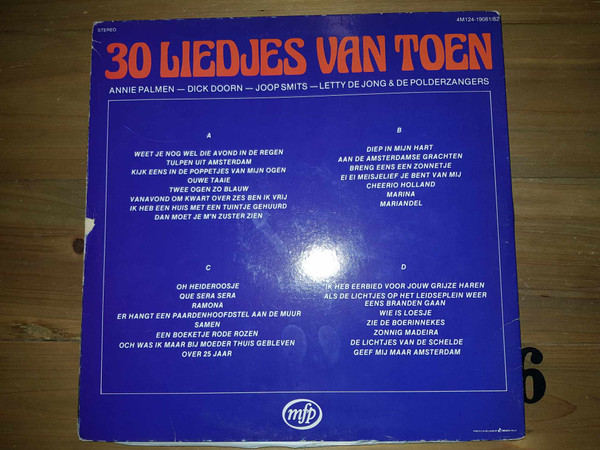 STEREO
4M124-19081/82
30 LIEDJES VAN TOEN
ANNIE PALMEN — DICK DOORN — JOOP SMITS — LETTY DE JONG & DE POLDERZANGERS
A
WEET JE NOG WEL DIE AVOND IN DE REGEN
TULPEN UIT AMSTERDAM
KIJK EENS IN DE POPPETJES VAN MIJN OGEN
OUWE TAAIE
TWEE OGEN ZO BLAUW
VANAVOND OM KWART OVER ZES BEN IK VRIJ
IK HEB EEN HUIS MET EEN TUINTJE GEHUURD
DAN MOET JE M'N ZUSTER ZIEN
B
DIEP IN MIJN HART
AAN DE AMSTERDAMSE GRACHTEN
BRENG EENS EEN ZONNETJE
EI EI MEISJELIEF JE BENT VAN MIJ
CHEERIO HOLLAND
MARINA
MARIANDEL
C
OH HEIDEROOSJE
QUE SERA SERA
RAMONA
ER HANGT EEN PAARDENHOOFDSTEL AAN DE MUUR
SAMEN
EEN BOEKETJE RODE ROZEN
OCH WAS IK MAAR BIJ MOEDER THUIS GEBLEVEN
OVER 25 JAAR
D
IK HEB EERBIED VOOR JOUW GRIJZE HAREN
ALS DE LICHTJES OP HET LEIDSEPLEIN WEER
EENS BRANDEN GAAN
WIE IS LOESJE
ZIE DE BOERINNEKES
ZONNIG MADEIRA
DE LICHTJES VAN DE SCHELDE
GEEF MIJ MAAR AMSTERDAM
mfp
6